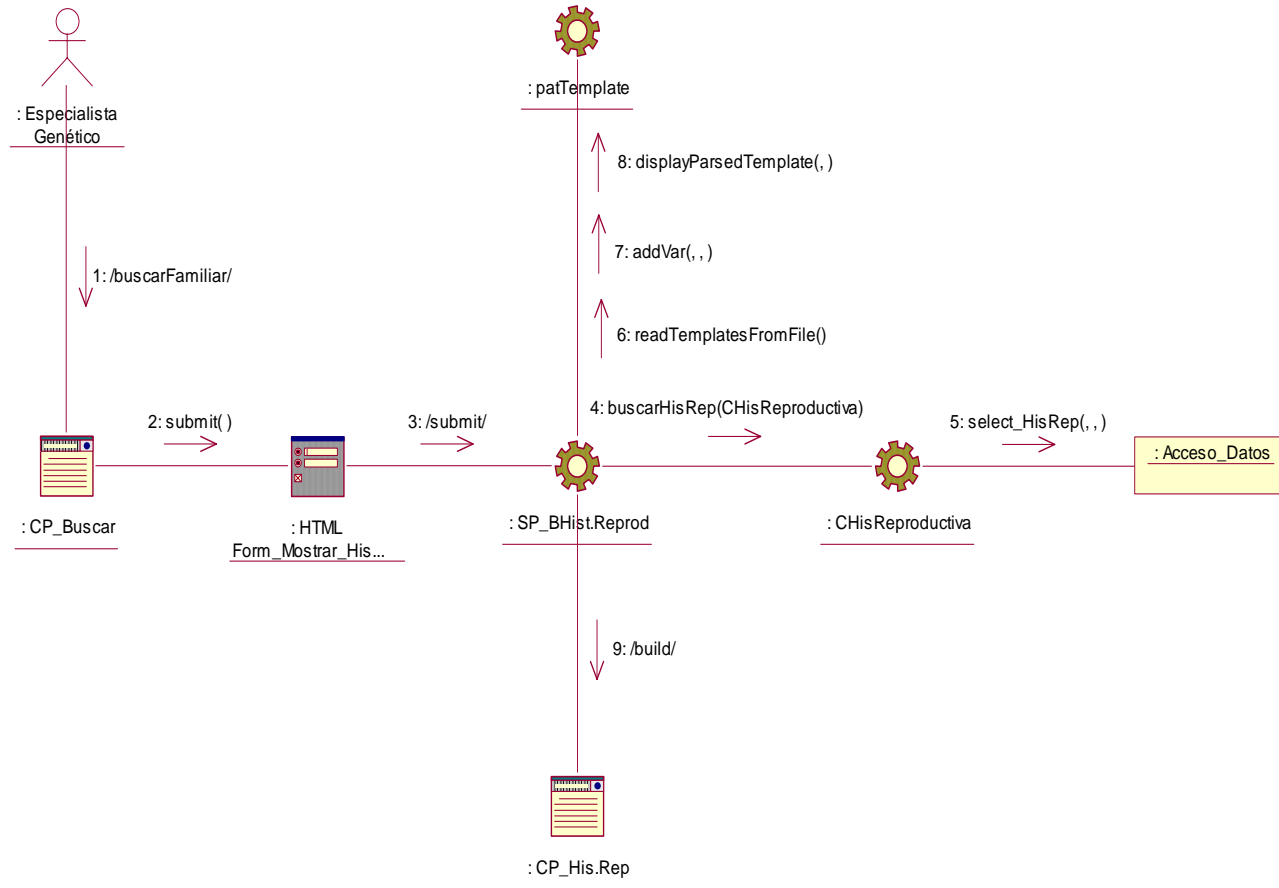 : patTemplate
: Especialista
Genético
8: displayParsedTemplate(, )
7: addVar(, , )
1: /buscarFamiliar/
6: readTemplatesFromFile()
2: submit( )
3: /submit/
4: buscarHisRep(CHisReproductiva)
5: select_HisRep(, , )
: Acceso_Datos
: CP_Buscar
: HTML
Form_Mostrar_His...
: SP_BHist.Reprod
: CHisReproductiva
9: /build/
: CP_His.Rep